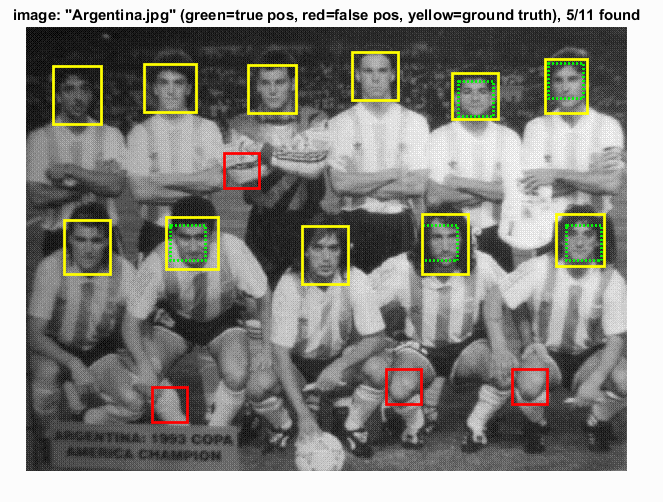 image: "Argentina.jpg" (green=true pos, red=false pos, yellow=ground truth), 5/11 found
ARGENTINA: 1993 COPA
AMERICA CHAMPION